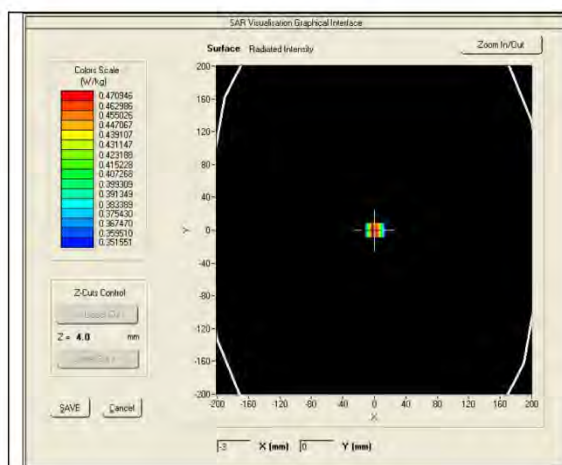 SAR Visualisation Graphical Interface
Surface Radiated Intensity
Zoom In/Out
Colors Scale
(W/kg)
0.470946
0.462986
0.455026
0.447067
0.439107
0.431147
0.423188
0.415228
0.407268
0.399309
0.391349
0.383389
0.375430
0.367470
0.359510
0.351551
200
160
120
80
40
0
-40
-80
-120
-160
-200
Y
-200 -160 -120 -80 -40 0 40 80 120 160 200
X
Z-Cuts Control
Z = 4.0 mm
SAVE Cancel
-3 X (mm) 0 Y (mm)